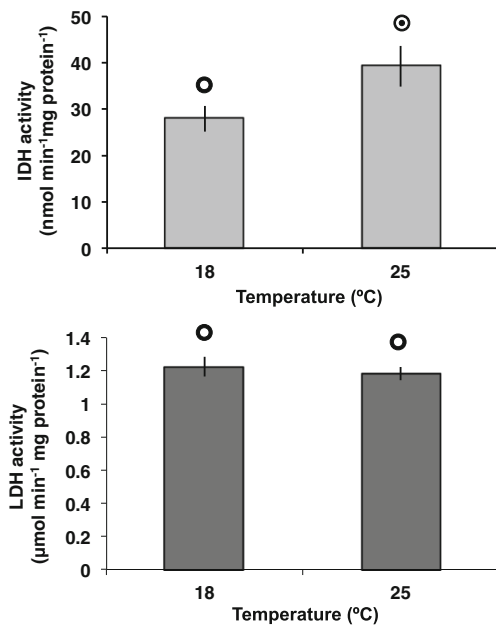 50
40
30
20
10
0
IDH activity
(nmol min⁻¹mg protein⁻¹)
18 25
Temperature (ºC)
1.4
1.2
1
0.8
0.6
0.4
0.2
0
LDH activity
(µmol min⁻¹ mg protein⁻¹)
18 25
Temperature (ºC)